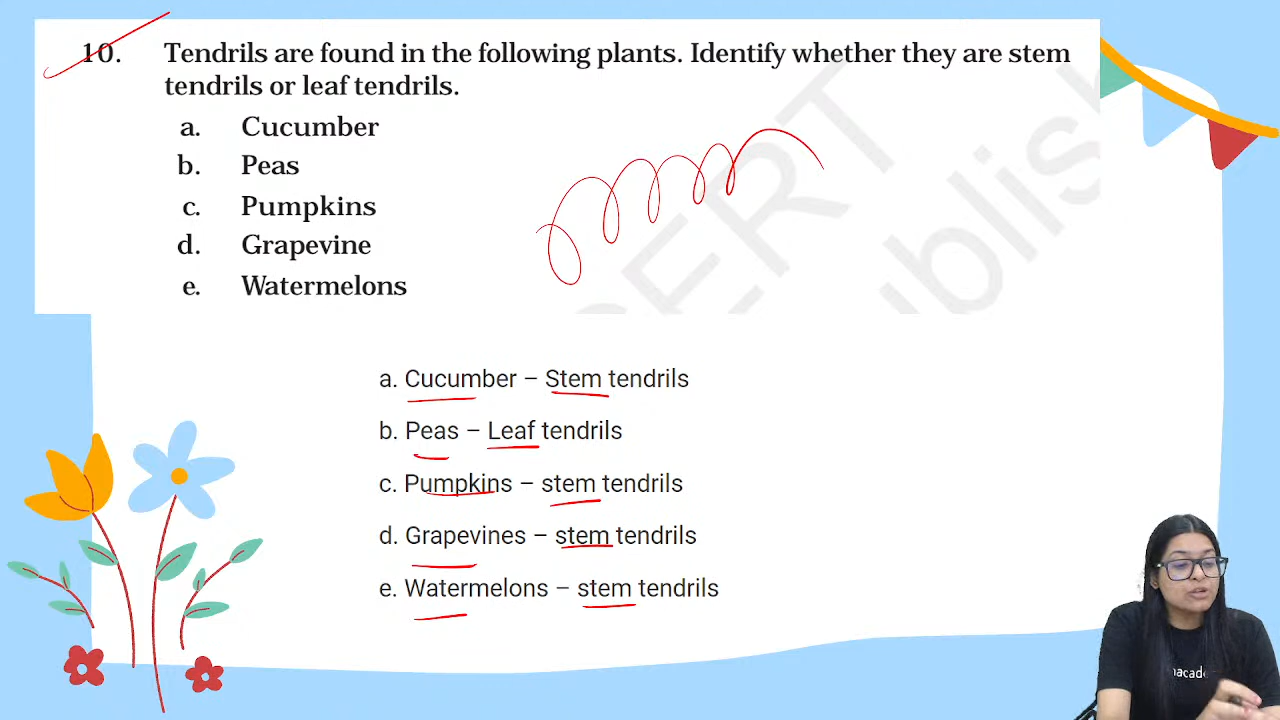 10. Tendrils are found in the following plants. Identify whether they are stem
tendrils or leaf tendrils.
a. Cucumber
b. Peas
c. Pumpkins
d. Grapevine
e. Watermelons
a. Cucumber – Stem tendrils
b. Peas – Leaf tendrils
c. Pumpkins – stem tendrils
d. Grapevines – stem tendrils
e. Watermelons – stem tendrils